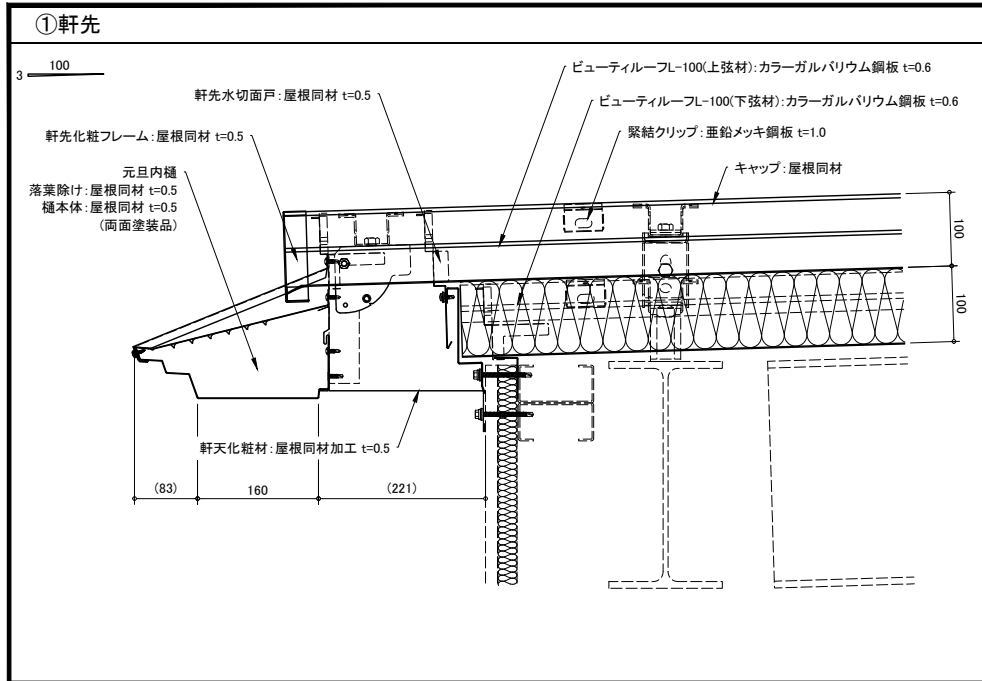 ①軒先
100
3
ビューティルーフL-100(上弦材):カラーガルバリウム鋼板 t=0.6
軒先水切面戸:屋根同材 t=0.5
ビューティルーフL-100(下弦材):カラーガルバリウム鋼板 t=0.6
軒先化粧フレーム:屋根同材 t=0.5
緊結クリップ:亜鉛メッキ鋼板 t=1.0
元旦内樋
キャップ:屋根同材
落葉除け:屋根同材 t=0.5
樋本体:屋根同材 t=0.5
(両面塗装品)
100
100
軒天化粧材:屋根同材加工 t=0.5
(83)
160
(221)